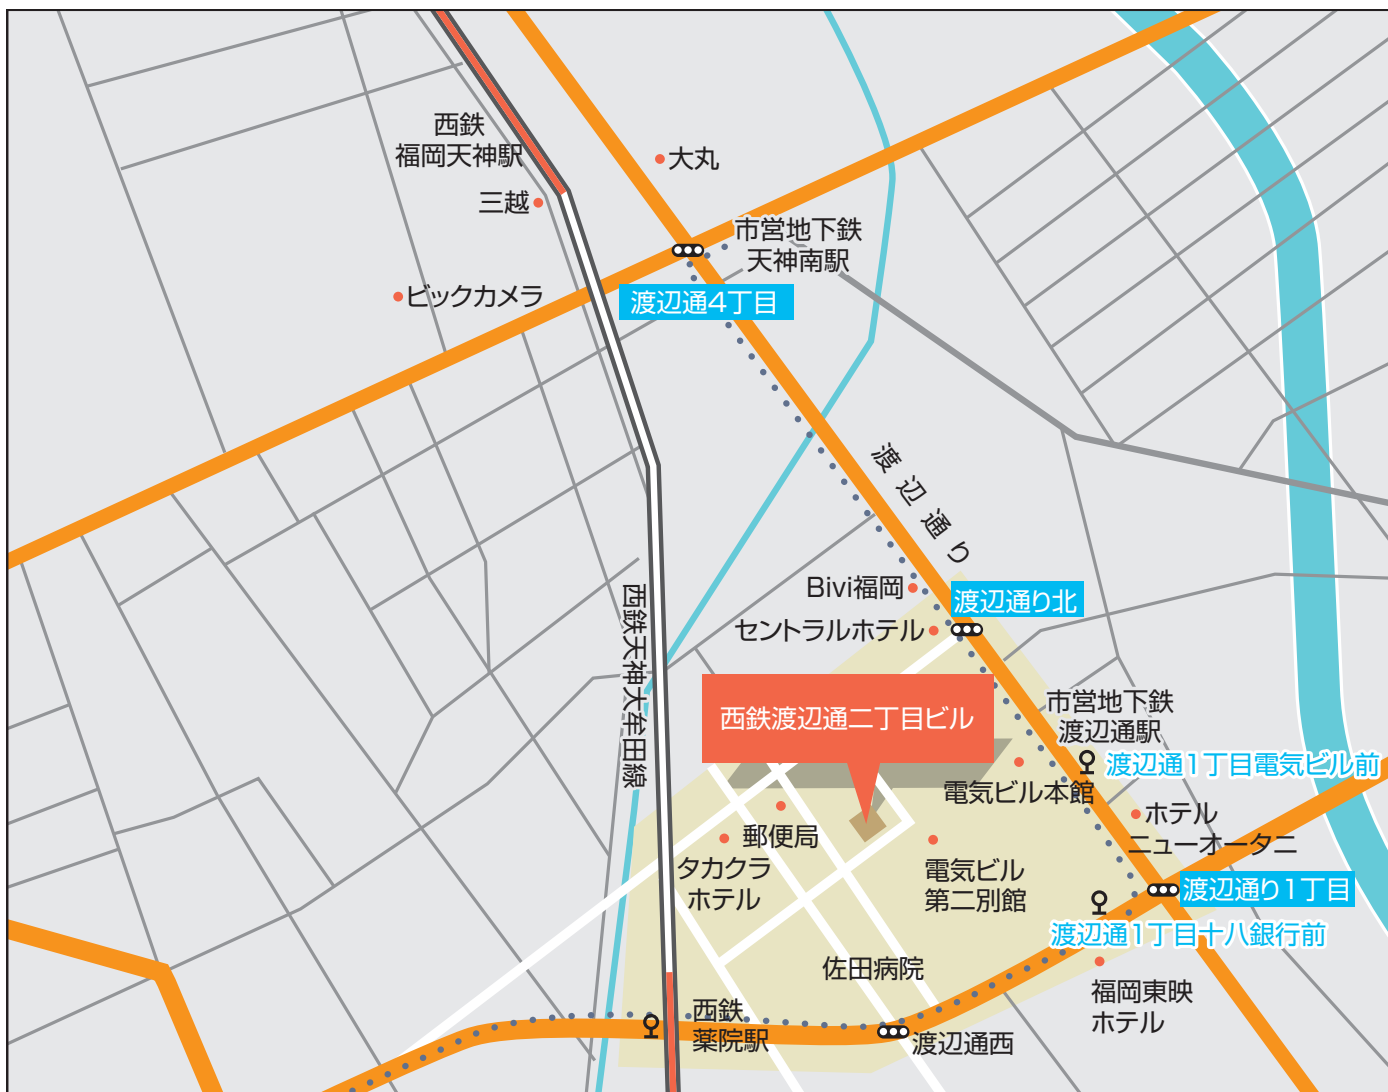 西鉄
福岡天神駅
大丸
三越
市営地下鉄
天神南駅
ビックカメラ
渡辺通4丁目
渡辺通り
Bivi福岡
渡辺通り北
セントラルホテル
西鉄天神大牟田線
西鉄渡辺通二丁目ビル
市営地下鉄
渡辺通駅
渡辺通1丁目電気ビル前
電気ビル本館
ホテル
ニューオータニ
郵便局
タカクラ
ホテル
電気ビル
第二別館
渡辺通り1丁目
渡辺通1丁目十八銀行前
佐田病院
福岡東映
ホテル
西鉄
薬院駅
渡辺通西